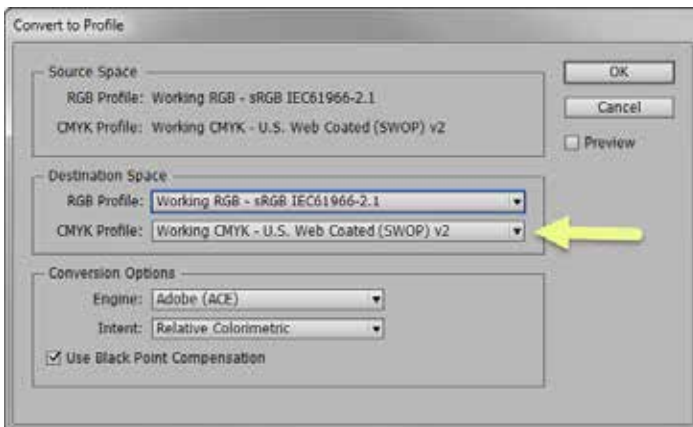 Convert to Profile
Source Space
RGB Profile: Working RGB - sRGB IEC61966-2.1
CMYK Profile: Working CMYK - U.S. Web Coated (SWOP) v2
OK
Cancel
Preview
Destination Space
RGB Profile: Working RGB - sRGB IEC61966-2.1
CMYK Profile: Working CMYK - U.S. Web Coated (SWOP) v2
Conversion Options
Engine: Adobe (ACE)
Intent: Relative Colorimetric
Use Black Point Compensation